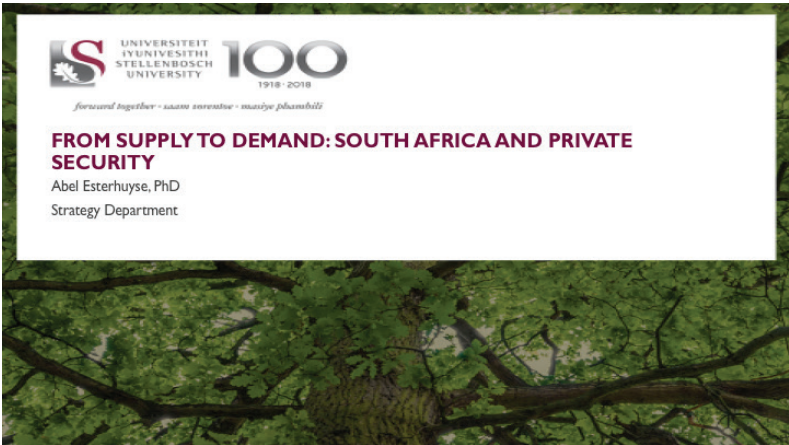 UNIVERSITEIT
iYUNIVESITHI
STELLENBOSCH
UNIVERSITY
100
1918 · 2018
forward together · saam vorentoe · masiye phambili
FROM SUPPLY TO DEMAND: SOUTH AFRICA AND PRIVATE
SECURITY
Abel Esterhuyse, PhD
Strategy Department